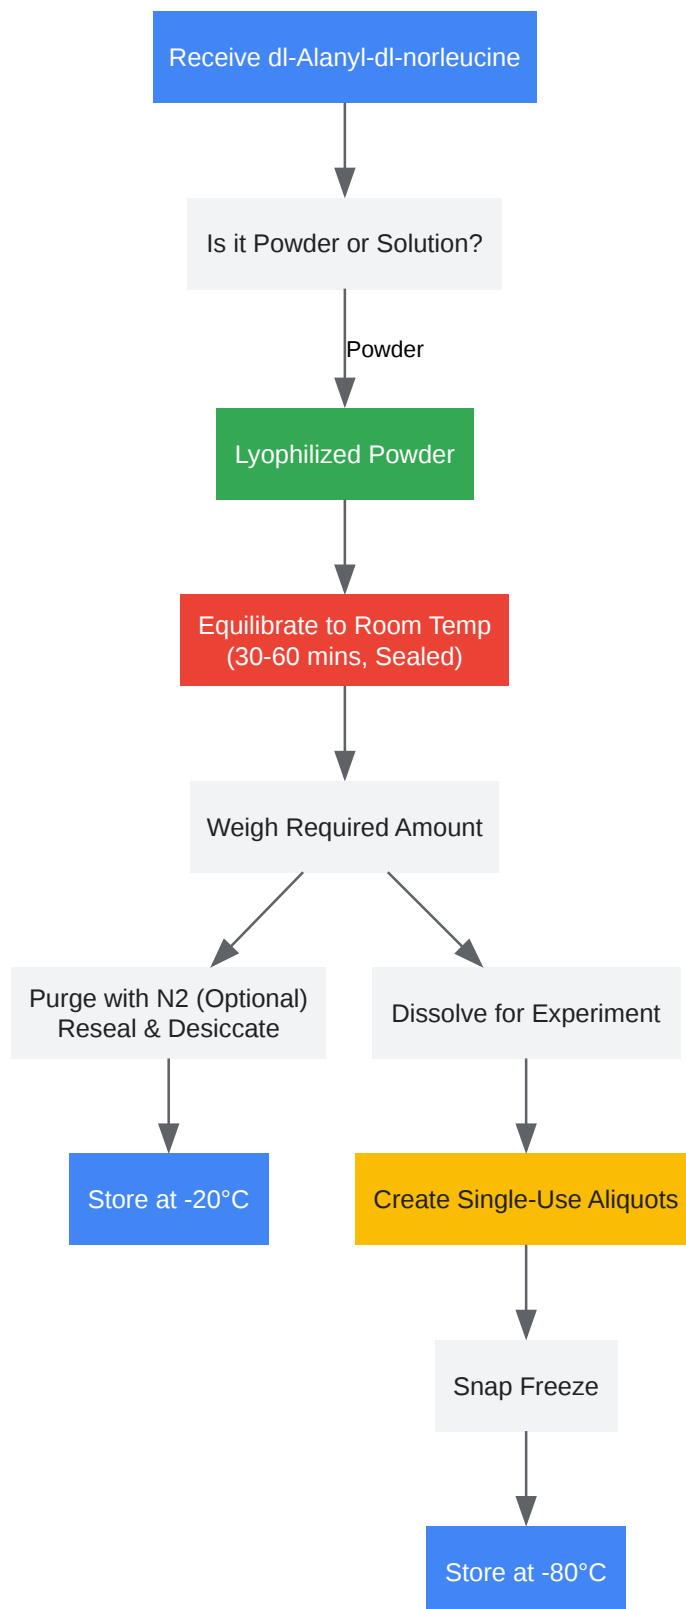 Receive dl-Alanyl-dl-norleucine
Is it Powder or Solution?
Powder
Lyophilized Powder
Equilibrate to Room Temp
(30-60 mins, Sealed)
Weigh Required Amount
Purge with N2 (Optional)
Reseal & Desiccate
Dissolve for Experiment
Store at -20°C
Create Single-Use Aliquots
Snap Freeze
Store at -80°C